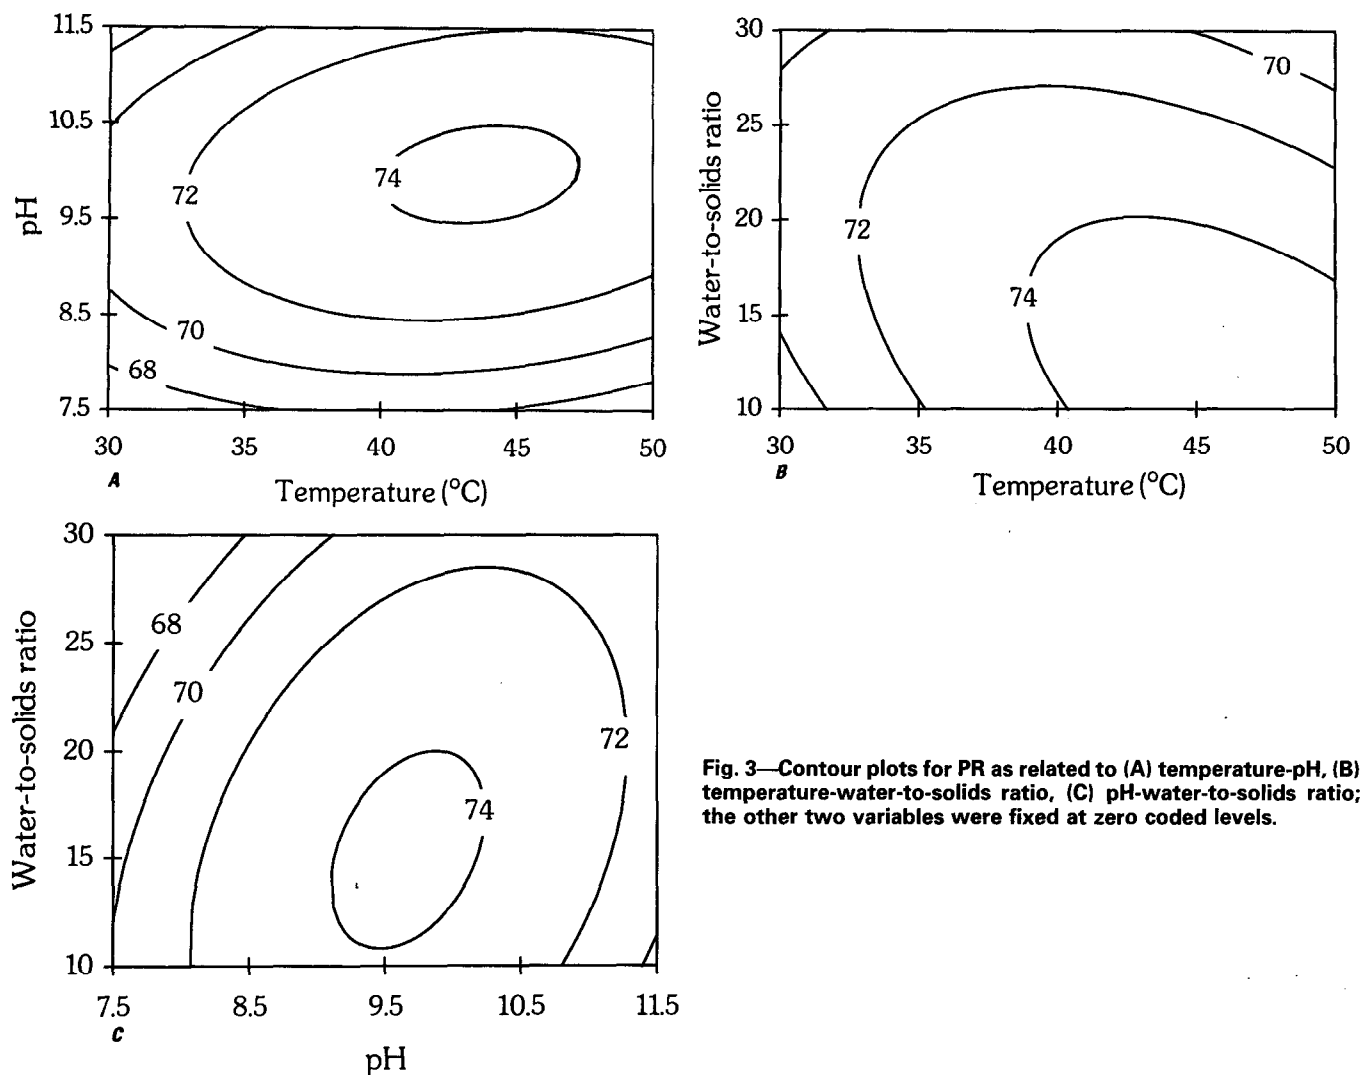 11.5
10.5
9.5
8.5
7.5
pH
72
74
70
68
30 35 40 45 50
A
Temperature (°C)
30
25
20
15
10
Water-to-solids ratio
70
72
74
30 35 40 45 50
B
Temperature (°C)
30
25
20
15
10
Water-to-solids ratio
68
70
72
74
7.5 8.5 9.5 10.5 11.5
C
pH
Fig. 3—Contour plots for PR as related to (A) temperature-pH, (B)
temperature-water-to-solids ratio, (C) pH-water-to-solids ratio;
the other two variables were fixed at zero coded levels.